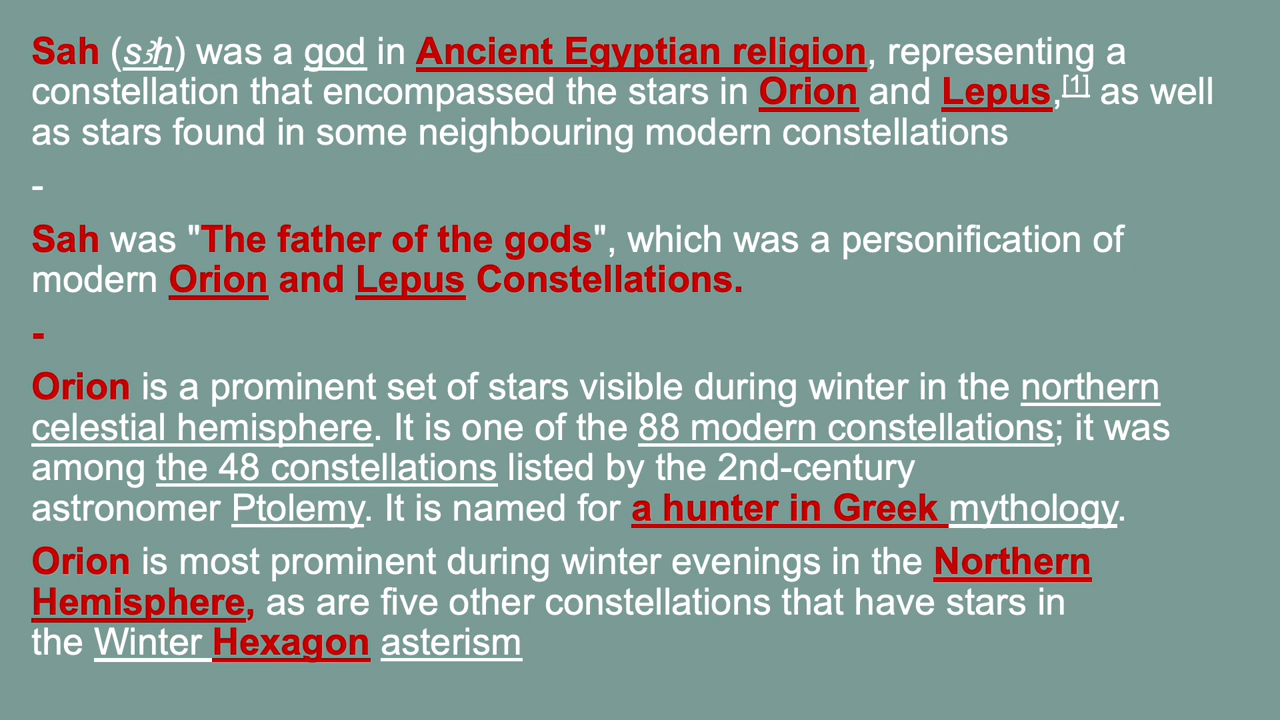 Sah (sꜣḥ) was a god in Ancient Egyptian religion, representing a
constellation that encompassed the stars in Orion and Lepus,[1] as well
as stars found in some neighbouring modern constellations
-
Sah was "The father of the gods", which was a personification of
modern Orion and Lepus Constellations.
-
Orion is a prominent set of stars visible during winter in the northern
celestial hemisphere. It is one of the 88 modern constellations; it was
among the 48 constellations listed by the 2nd-century
astronomer Ptolemy. It is named for a hunter in Greek mythology.
Orion is most prominent during winter evenings in the Northern
Hemisphere, as are five other constellations that have stars in
the Winter Hexagon asterism